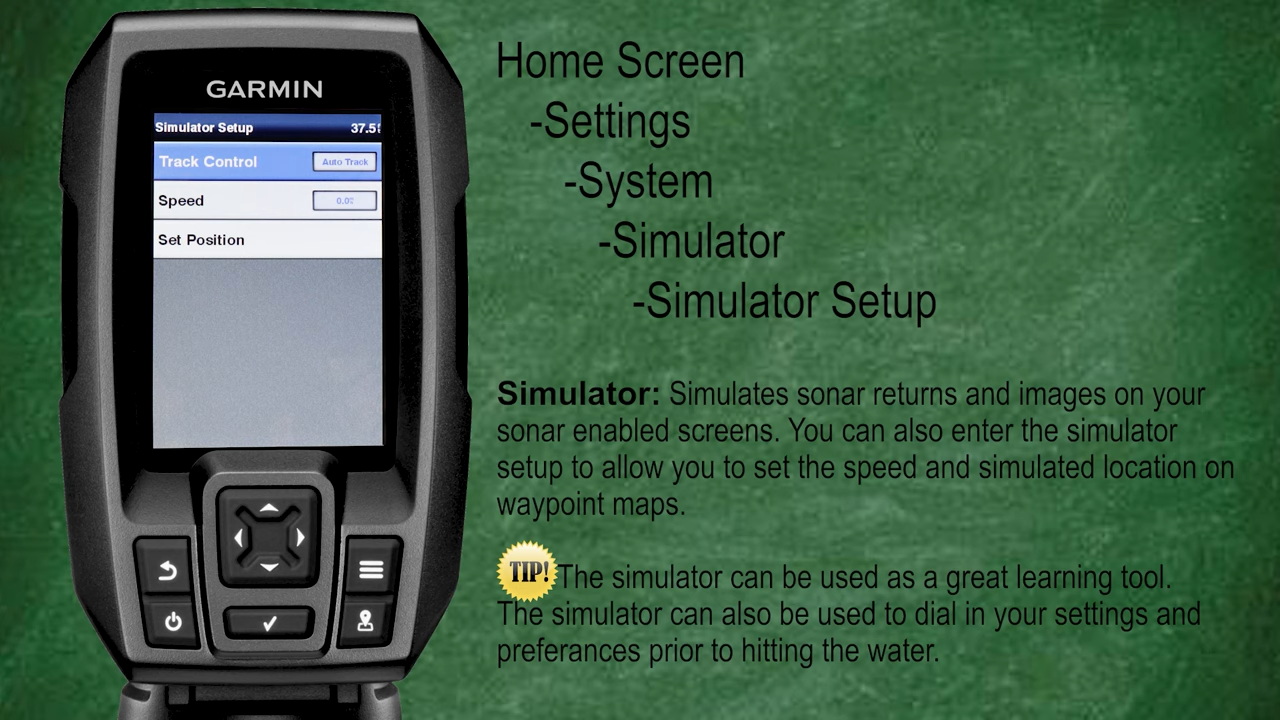 GARMIN
Simulator Setup 37.5
Track Control Auto Track
Speed 0.0
Set Position
Home Screen
-Settings
-System
-Simulator
-Simulator Setup
Simulator: Simulates sonar returns and images on your
sonar enabled screens. You can also enter the simulator
setup to allow you to set the speed and simulated location on
waypoint maps.
TIP! The simulator can be used as a great learning tool.
The simulator can also be used to dial in your settings and
preferances prior to hitting the water.